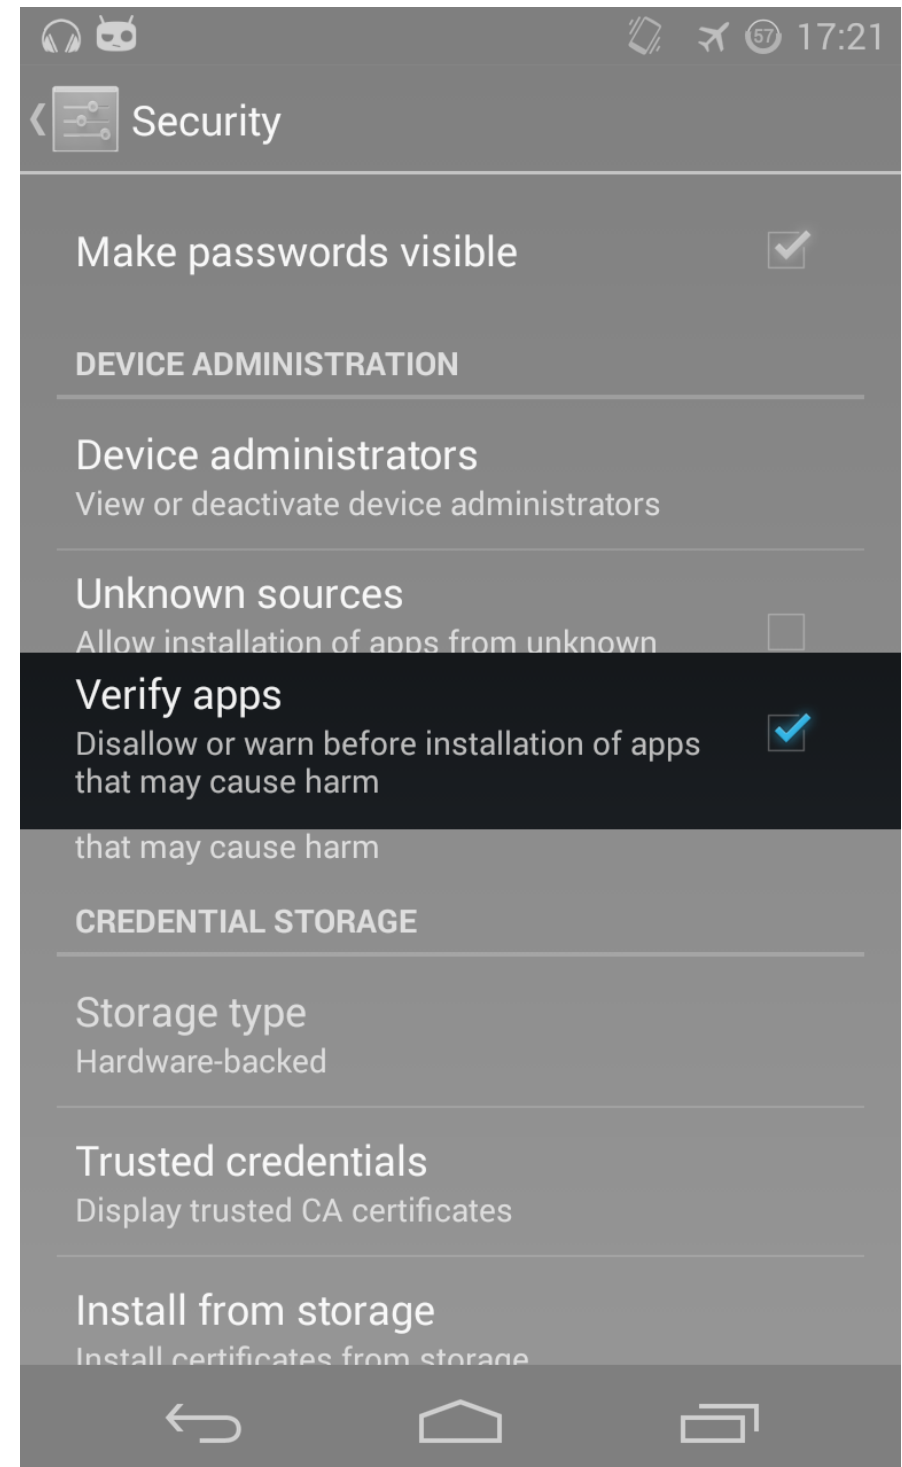 57 17:21
Security
Make passwords visible
DEVICE ADMINISTRATION
Device administrators
View or deactivate device administrators
Unknown sources
Allow installation of apps from unknown
Verify apps
Disallow or warn before installation of apps
that may cause harm
that may cause harm
CREDENTIAL STORAGE
Storage type
Hardware-backed
Trusted credentials
Display trusted CA certificates
Install from storage
Install certificates from storage